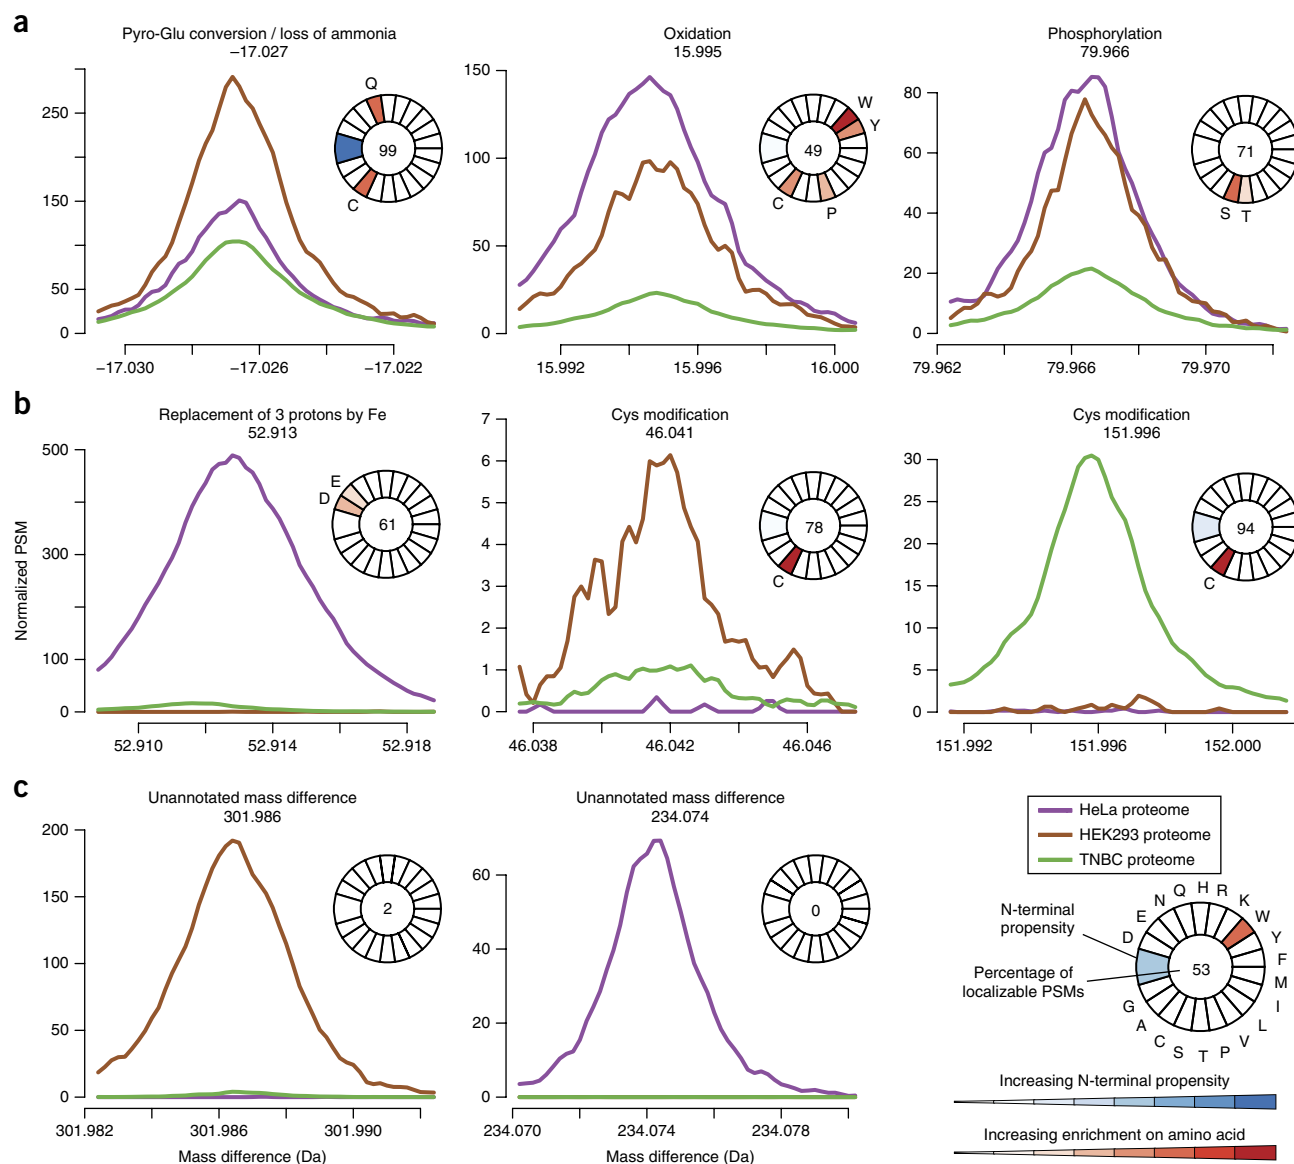 a
Pyro-Glu conversion / loss of ammonia
−17.027
250
150
50
0
−17.030
−17.026
−17.022
Q
C
99
Oxidation
15.995
150
100
50
0
15.992
15.996
16.000
W
Y
C
P
49
Phosphorylation
79.966
80
60
40
20
0
79.962
79.966
79.970
S
T
71
b
Normalized PSM
Replacement of 3 protons by Fe
52.913
500
300
100
0
52.910
52.914
52.918
E
D
61
Cys modification
46.041
7
6
5
4
3
2
1
0
46.038
46.042
46.046
C
78
Cys modification
151.996
30
25
20
15
10
5
0
151.992
151.996
152.000
C
94
c
Unannotated mass difference
301.986
200
150
100
50
0
301.982
301.986
301.990
Mass difference (Da)
2
Unannotated mass difference
234.074
60
40
20
0
234.070
234.074
234.078
Mass difference (Da)
0
HeLa proteome
HEK293 proteome
TNBC proteome
N-terminal
propensity
Percentage of
localizable PSMs
D
E
N
Q
H
R
K
W
Y
F
M
I
L
V
P
T
S
C
A
G
53
Increasing N-terminal propensity
Increasing enrichment on amino acid